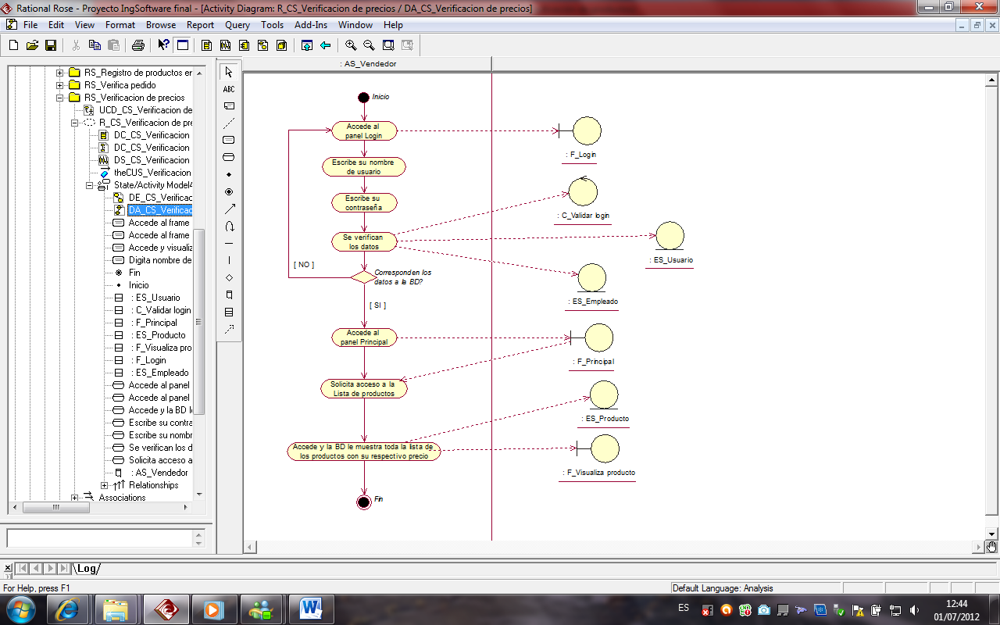 Rational Rose - Proyecto IngSoftware final - [Activity Diagram: R_CS_Verificacion de precios / DA_CS_Verificacion de precios]
File Edit View Format Browse Report Query Tools Add-Ins Window Help
RS_Registro de productos er
RS_Verifica pedido
RS_Verificacion de precios
UCD_CS_Verificacion de
R_CS_Verificacion de pre
DC_CS_Verificacion
DC_CS_Verificacion
DS_CS_Verificacion
theCUS_Verificacion
State/Activity Model4
DE_CS_Verificac
DA_CS_Verificac
Accede al frame
Accede al frame
Accede y visualiz
Digita nombre de
Fin
Inicio
: ES_Usuario
: C_Validar login
: F_Principal
: ES_Producto
: F_Visualiza pro
: F_Login
: ES_Empleado
Accede al panel
Accede al panel
Accede y la BD le
Escribe su contra
Escribe su nombr
Se verifican los d
Solicita acceso a
: AS_Vendedor
Relationships
Associations
ABC
: AS_Vendedor
Inicio
Accede al
panel Login
Escribe su nombre
de usuario
Escribe su
contraseña
Se verifican
los datos
[ NO ]
Corresponden los
datos a la BD?
[ SI ]
Accede al
panel Principal
Solicita acceso a la
Lista de productos
Accede y la BD le muestra toda la lista de
los productos con su respectivo precio
Fin
: F_Login
: C_Validar login
: ES_Usuario
: ES_Empleado
: F_Principal
: ES_Producto
: F_Visualiza producto
Log
For Help, press F1
Default Language: Analysis
ES
12:44
01/07/2012